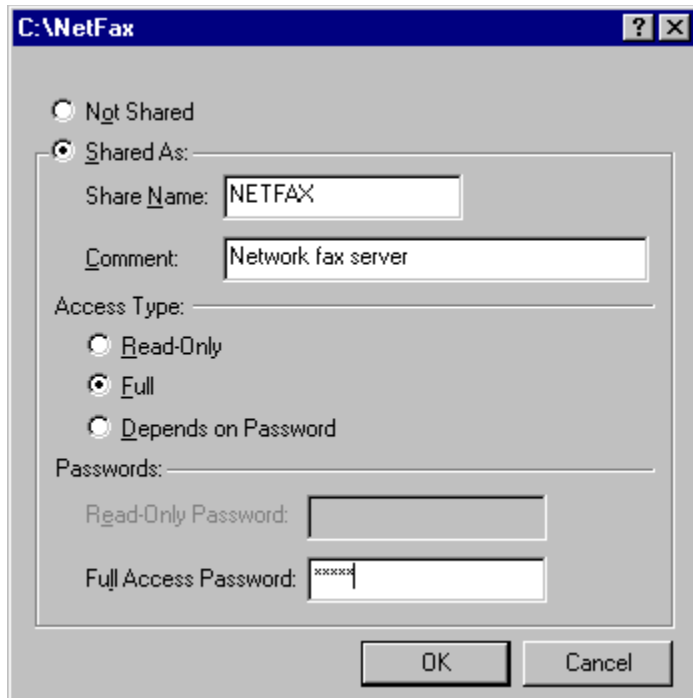 C:\NetFax
Not Shared
Shared As:
Share Name: NETFAX
Comment: Network fax server
Access Type:
Read-Only
Full
Depends on Password
Passwords:
Read-Only Password:
Full Access Password: *****
OK Cancel